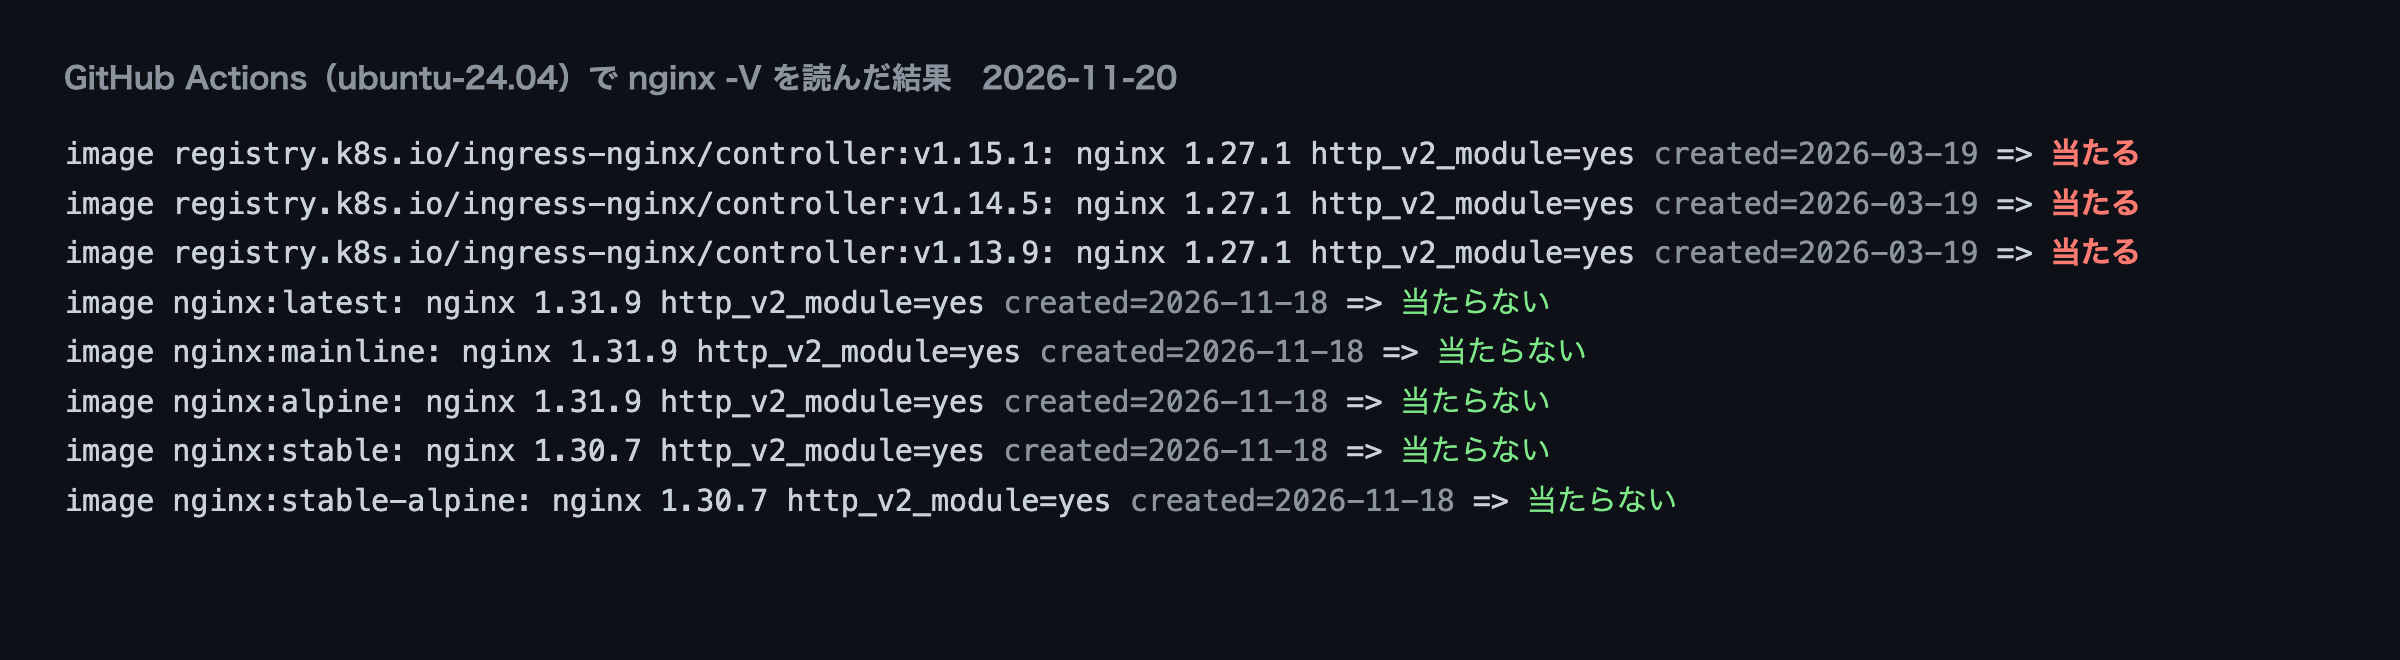 GitHub Actions（ubuntu-24.04）で nginx -V を読んだ結果　2026-11-20
image registry.k8s.io/ingress-nginx/controller:v1.15.1: nginx 1.27.1 http_v2_module=yes created=2026-03-19 => 当たる
image registry.k8s.io/ingress-nginx/controller:v1.14.5: nginx 1.27.1 http_v2_module=yes created=2026-03-19 => 当たる
image registry.k8s.io/ingress-nginx/controller:v1.13.9: nginx 1.27.1 http_v2_module=yes created=2026-03-19 => 当たる
image nginx:latest: nginx 1.31.9 http_v2_module=yes created=2026-11-18 => 当たらない
image nginx:mainline: nginx 1.31.9 http_v2_module=yes created=2026-11-18 => 当たらない
image nginx:alpine: nginx 1.31.9 http_v2_module=yes created=2026-11-18 => 当たらない
image nginx:stable: nginx 1.30.7 http_v2_module=yes created=2026-11-18 => 当たらない
image nginx:stable-alpine: nginx 1.30.7 http_v2_module=yes created=2026-11-18 => 当たらない